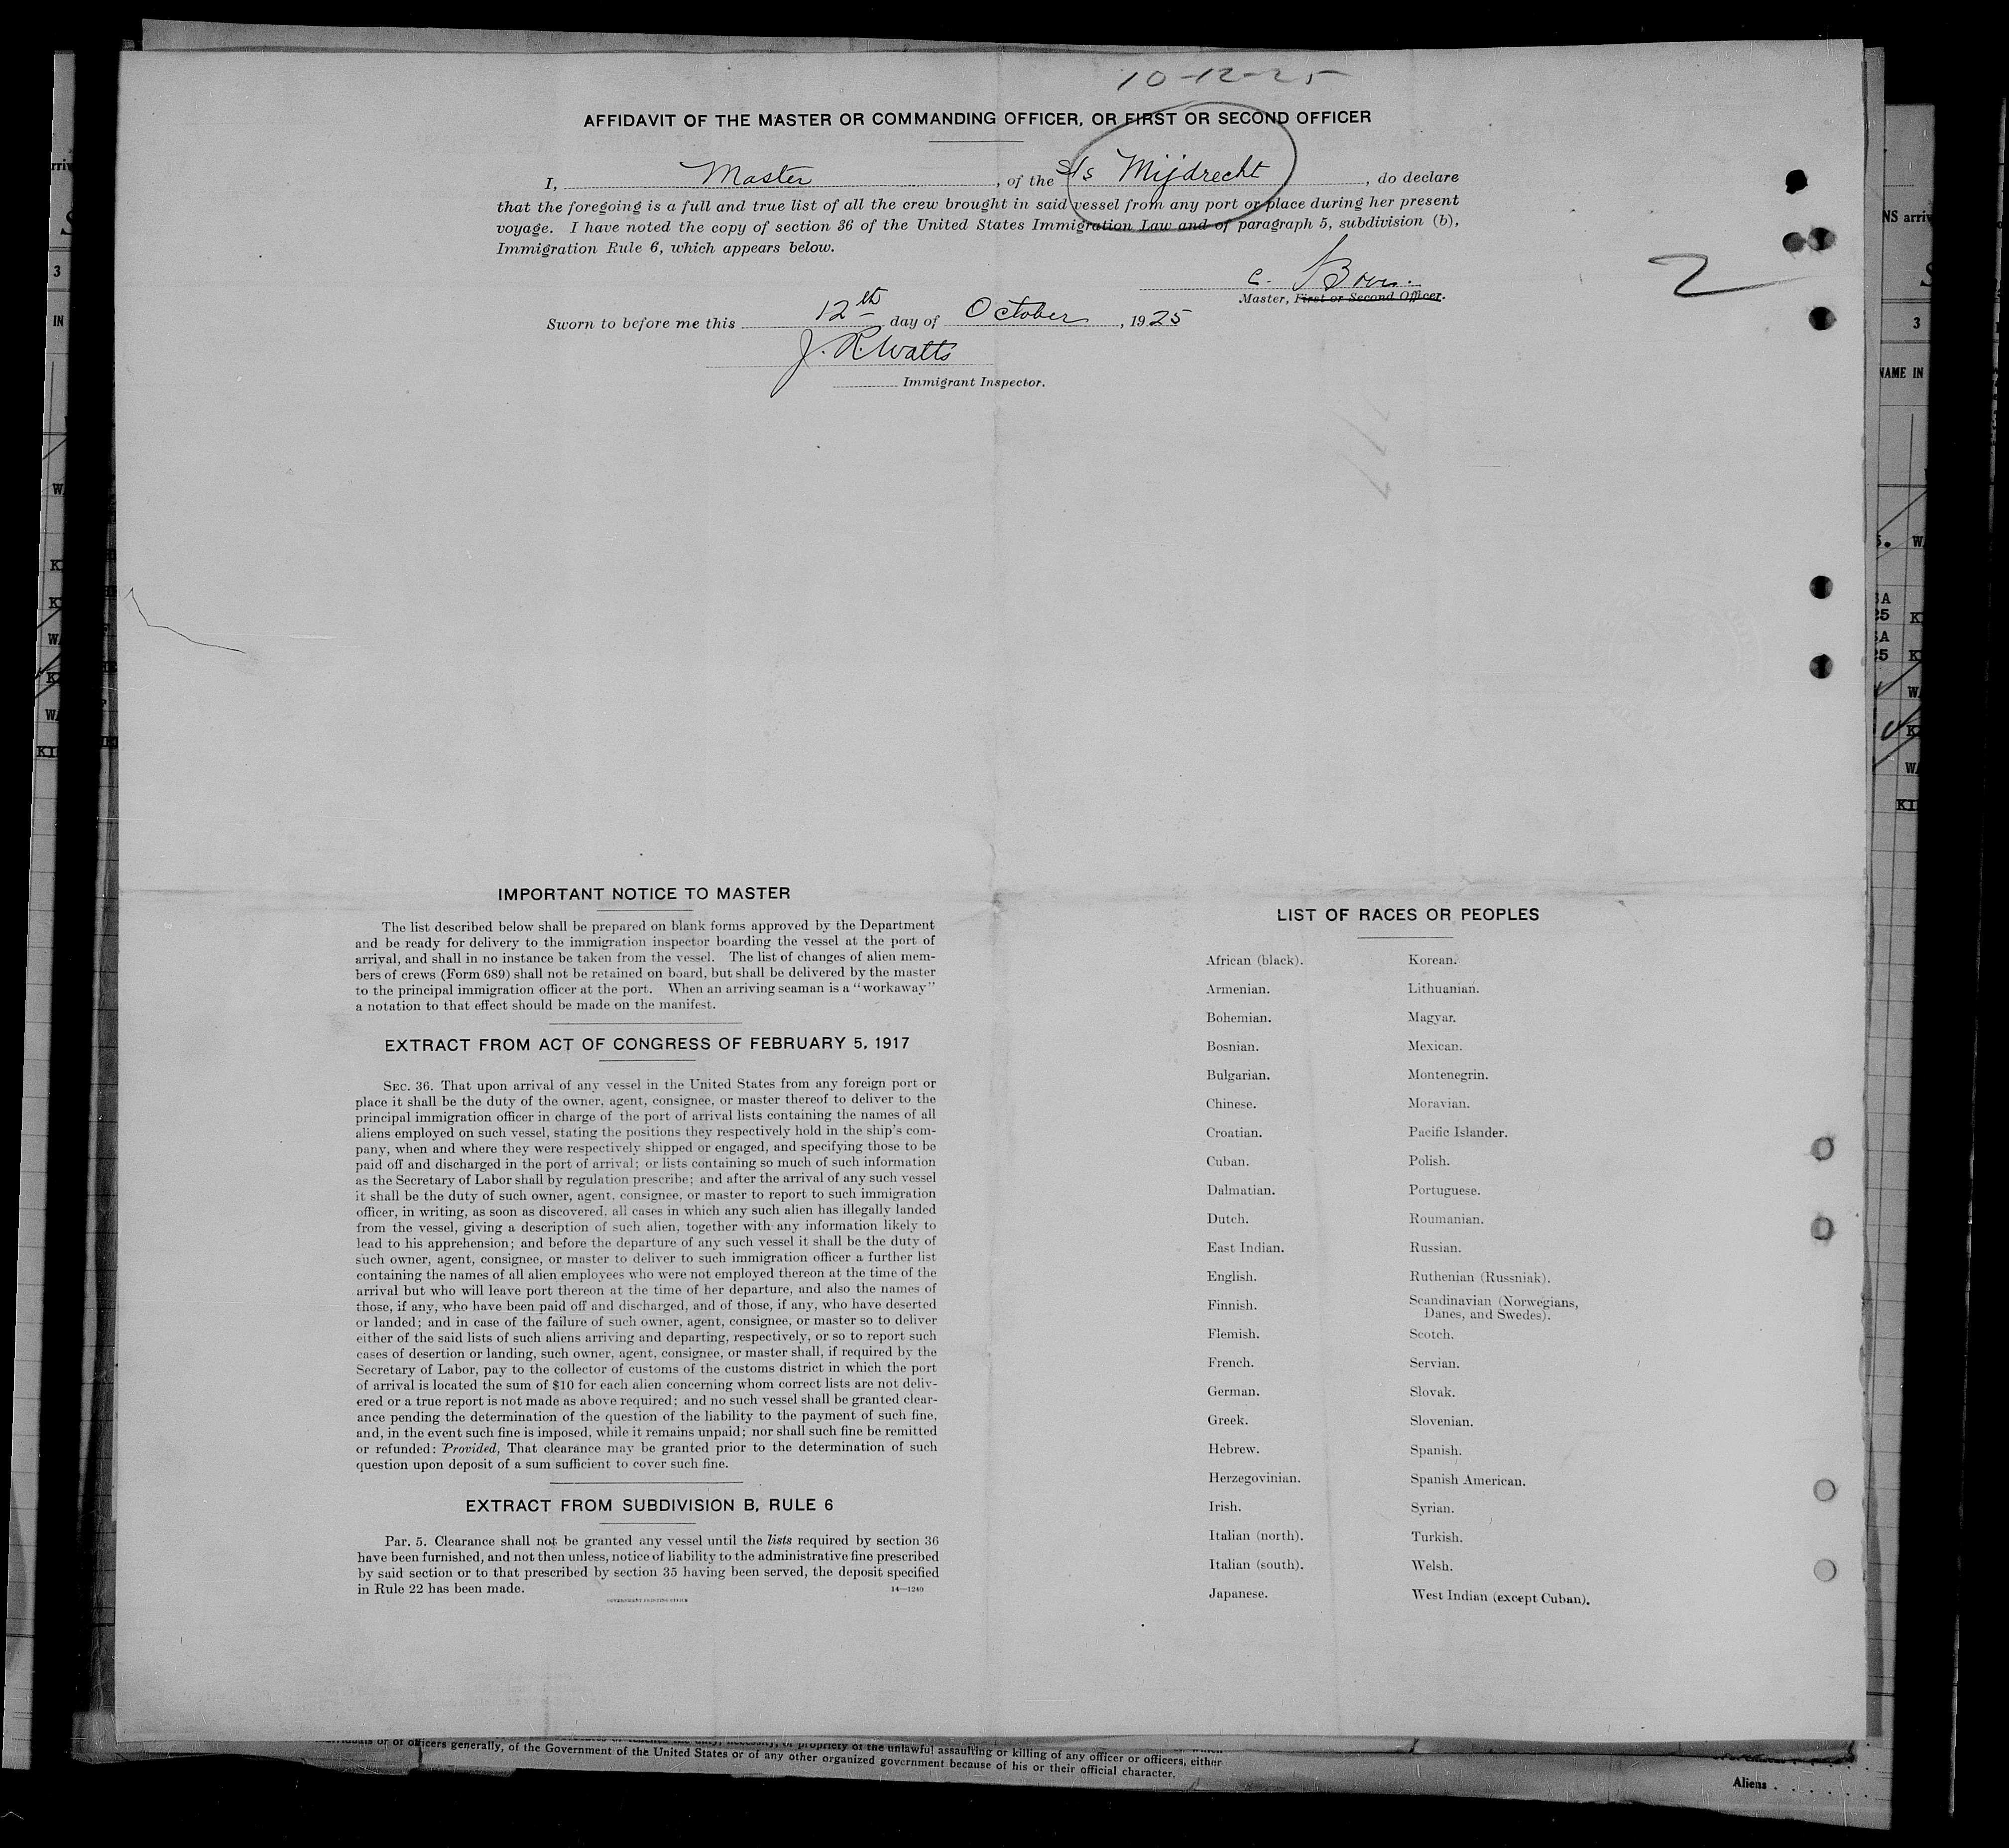 10-12-25
AFFIDAVIT OF THE MASTER OR COMMANDING OFFICER, OR FIRST OR SECOND OFFICER
I, Master, of the S/s Mijdrecht, do declare
that the foregoing is a full and true list of all the crew brought in said vessel from any port or place during her present
voyage. I have noted the copy of section 36 of the United States Immigration Law and of paragraph 5, subdivision (b),
Immigration Rule 6, which appears below.
C.
2
Master, First or Second Officer.
Sworn to before me this 12th day of October, 1925
J. R. Watts
Immigrant Inspector.
IMPORTANT NOTICE TO MASTER
The list described below shall be prepared on blank forms approved by the Department
and be ready for delivery to the immigration inspector boarding the vessel at the port of
arrival, and shall in no instance be taken from the vessel. The list of changes of alien mem-
bers of crews (Form 689) shall not be retained on board, but shall be delivered by the master
to the principal immigration officer at the port. When an arriving seaman is a "workaway"
a notation to that effect should be made on the manifest.
EXTRACT FROM ACT OF CONGRESS OF FEBRUARY 5, 1917
SEC. 36. That upon arrival of any vessel in the United States from any foreign port or
place it shall be the duty of the owner, agent, consignee, or master thereof to deliver to the
principal immigration officer in charge of the port of arrival lists containing the names of all
aliens employed on such vessel, stating the positions they respectively hold in the ship's com-
pany, when and where they were respectively shipped or engaged, and specifying those to be
paid off and discharged in the port of arrival; or lists containing so much of such information
as the Secretary of Labor shall by regulation prescribe; and after the arrival of any such vessel
it shall be the duty of such owner, agent, consignee, or master to report to such immigration
officer, in writing, as soon as discovered, all cases in which any such alien has illegally landed
from the vessel, giving a description of such alien, together with any information likely to
lead to his apprehension; and before the departure of any such vessel it shall be the duty of
such owner, agent, consignee, or master to deliver to such immigration officer a further list
containing the names of all alien employees who were not employed thereon at the time of the
arrival but who will leave port thereon at the time of her departure, and also the names of
those, if any, who have been paid off and discharged, and of those, if any, who have deserted
or landed; and in case of the failure of such owner, agent, consignee, or master so to deliver
either of the said lists of such aliens arriving and departing, respectively, or so to report such
cases of desertion or landing, such owner, agent, consignee, or master shall, if required by the
Secretary of Labor, pay to the collector of customs of the customs district in which the port
of arrival is located the sum of $10 for each alien concerning whom correct lists are not deliv-
ered or a true report is not made as above required; and no such vessel shall be granted clear-
ance pending the determination of the question of the liability to the payment of such fine,
and, in the event such fine is imposed, while it remains unpaid; nor shall such fine be remitted
or refunded: Provided, That clearance may be granted prior to the determination of such
question upon deposit of a sum sufficient to cover such fine.
EXTRACT FROM SUBDIVISION B, RULE 6
Par. 5. Clearance shall not be granted any vessel until the lists required by section 36
have been furnished, and not then unless, notice of liability to the administrative fine prescribed
by said section or to that prescribed by section 35 having been served, the deposit specified
in Rule 22 has been made.
14—1240
GOVERNMENT PRINTING OFFICE
LIST OF RACES OR PEOPLES
African (black).
Armenian.
Bohemian.
Bosnian.
Bulgarian.
Chinese.
Croatian.
Cuban.
Dalmatian.
Dutch.
East Indian.
English.
Finnish.
Flemish.
French.
German.
Greek.
Hebrew.
Herzegovinian.
Irish.
Italian (north).
Italian (south).
Japanese.
Korean.
Lithuanian.
Magyar.
Mexican.
Montenegrin.
Moravian.
Pacific Islander.
Polish.
Portuguese.
Roumanian.
Russian.
Ruthenian (Russniak).
Scandinavian (Norwegians,
Danes, and Swedes).
Scotch.
Servian.
Slovak.
Slovenian.
Spanish.
Spanish American.
Syrian.
Turkish.
Welsh.
West Indian (except Cuban).
officers generally, of the Government of the United States or of any other organized government because of his or their official character.
propriety of the unlawful assaulting or killing of any officer or officers, either
Aliens